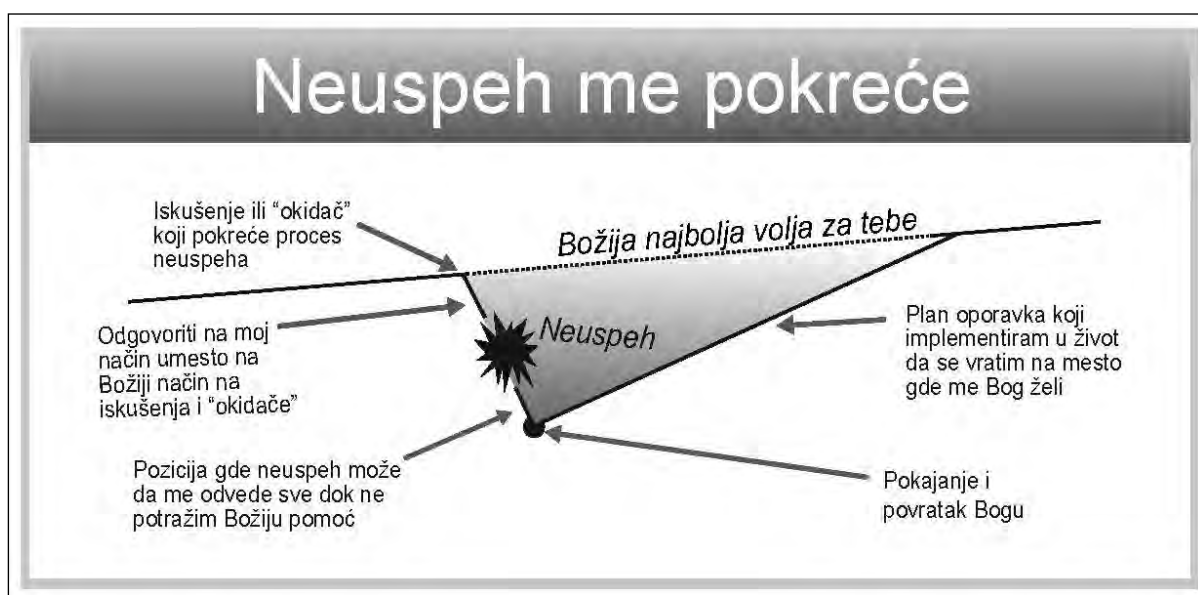 Neuspeh me pokreće
Iskušenje ili “okidač”
koji pokreće proces
neuspeha
Božija najbolja volja za tebe
Odgovoriti na moj
način umesto na
Božiji način na
iskušenja i “okidače”
Neuspeh
Plan oporavka koji
implementiram u život
da se vratim na mesto
gde me Bog želi
Pozicija gde neuspeh može
da me odvede sve dok ne
potražim Božiju pomoć
Pokajanje i
povratak Bogu